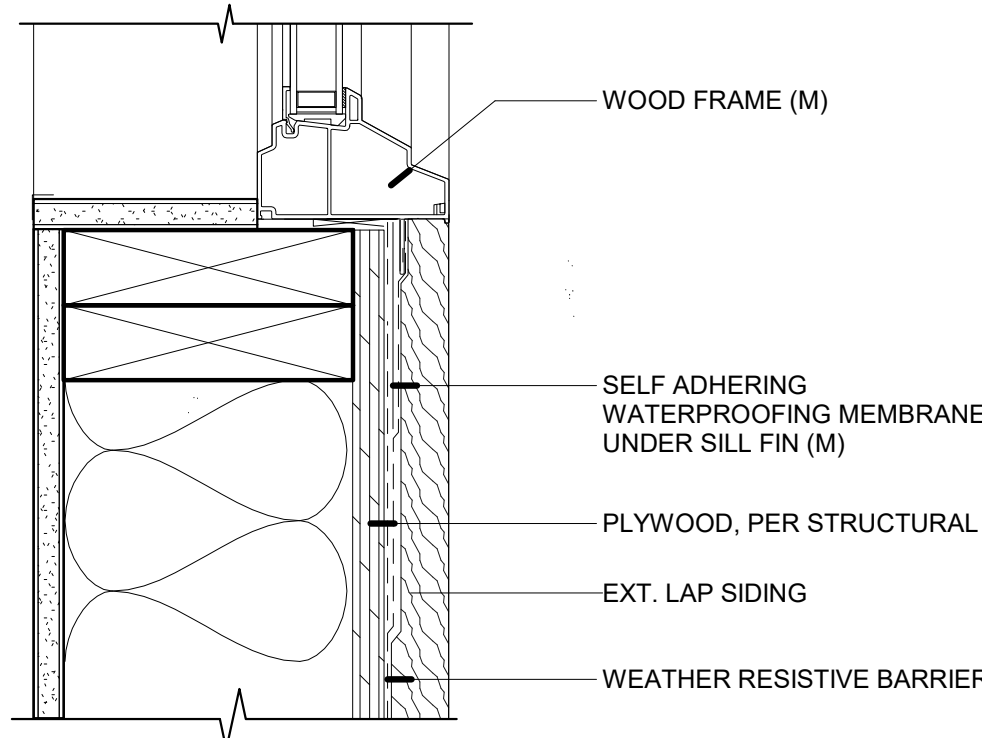 WOOD FRAME (M)
SELF ADHERING
WATERPROOFING MEMBRANE
UNDER SILL FIN (M)
PLYWOOD, PER STRUCTURAL
EXT. LAP SIDING
WEATHER RESISTIVE BARRIER